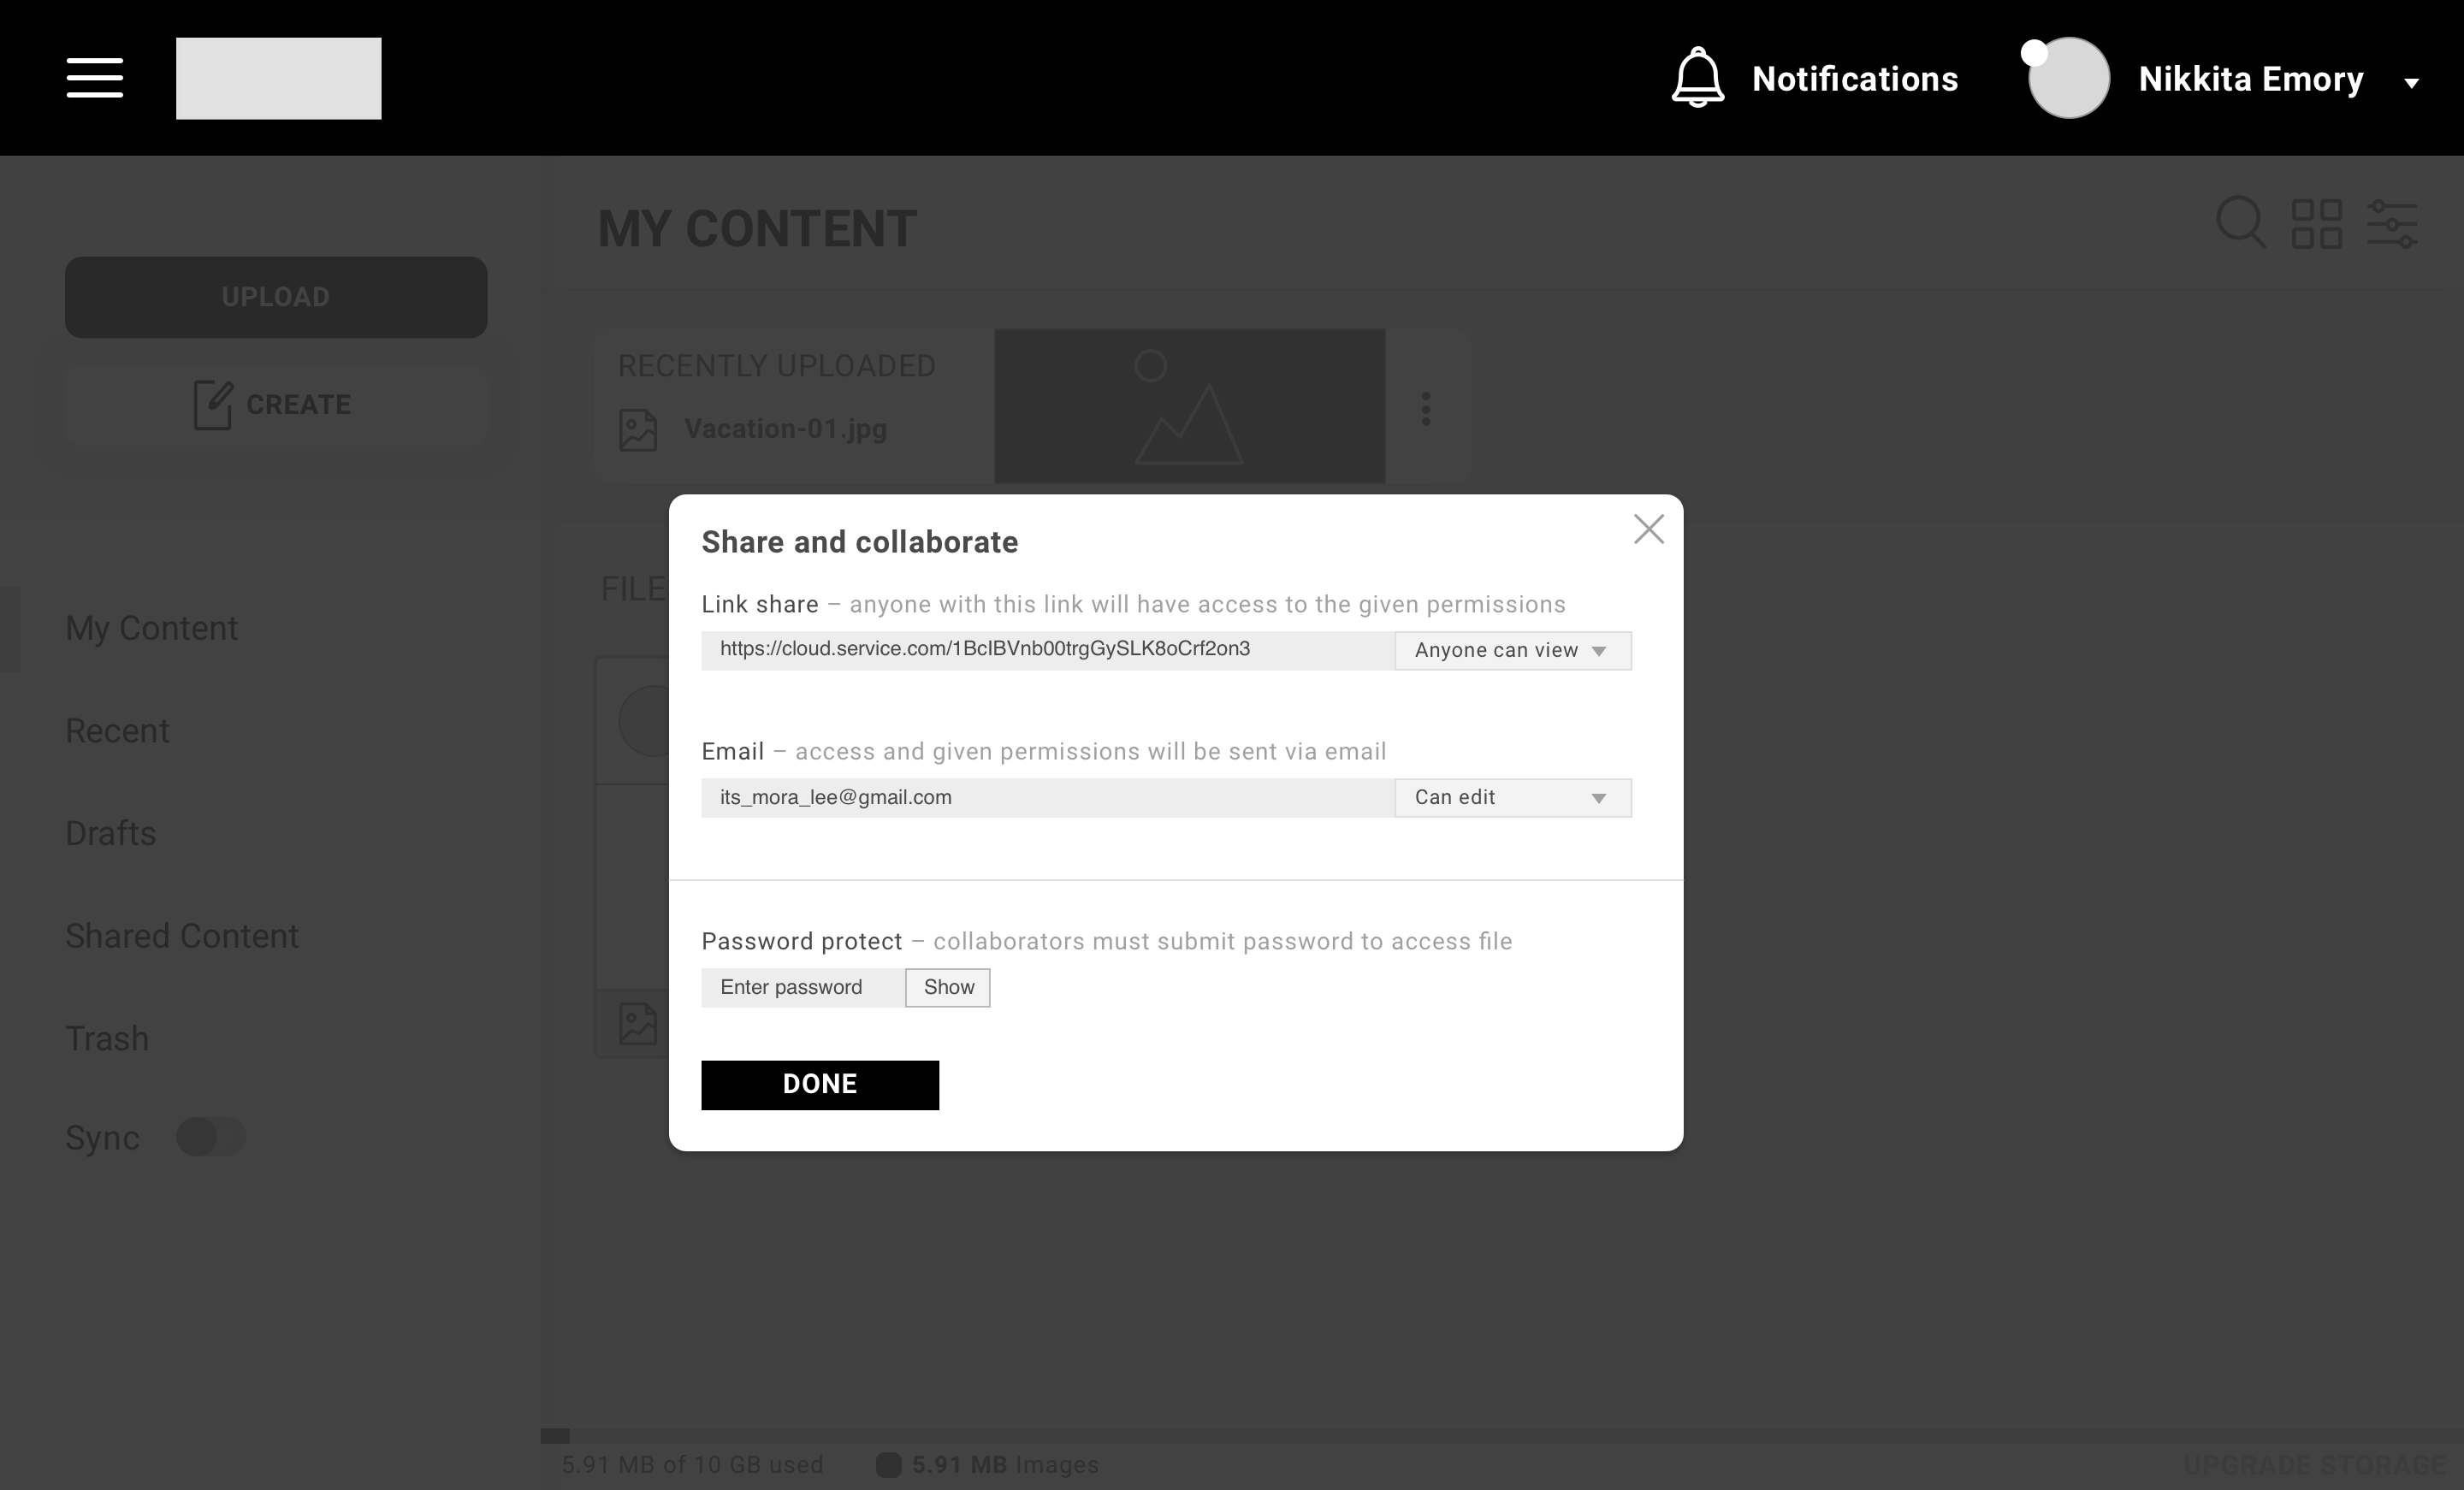 Notifications
Nikkita Emory
MY CONTENT
UPLOAD
CREATE
RECENTLY UPLOADED
Vacation-01.jpg
My Content
Recent
Drafts
Shared Content
Trash
Sync
FILE
Share and collaborate
Link share – anyone with this link will have access to the given permissions
https://cloud.service.com/1BcIBVnb00trgGySLK8oCrf2on3
Anyone can view
Email – access and given permissions will be sent via email
its_mora_lee@gmail.com
Can edit
Password protect – collaborators must submit password to access file
Enter password
Show
DONE
5.91 MB of 10 GB used
5.91 MB Images
UPGRADE STORAGE